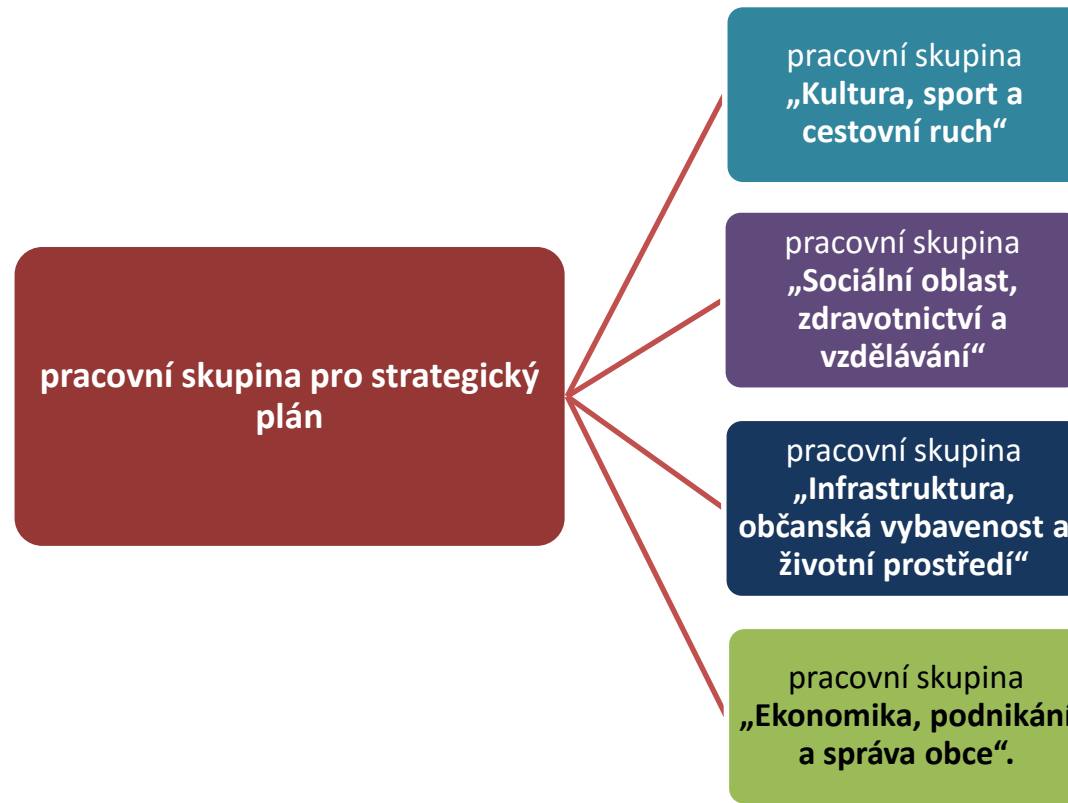 pracovní skupina
„Kultura, sport a
cestovní ruch“
pracovní skupina
„Sociální oblast,
zdravotnictví a
vzdělávání“
pracovní skupina pro strategický
plán
pracovní skupina
„Infrastruktura,
občanská vybavenost a
životní prostředí“
pracovní skupina
„Ekonomika, podnikání
a správa obce“.